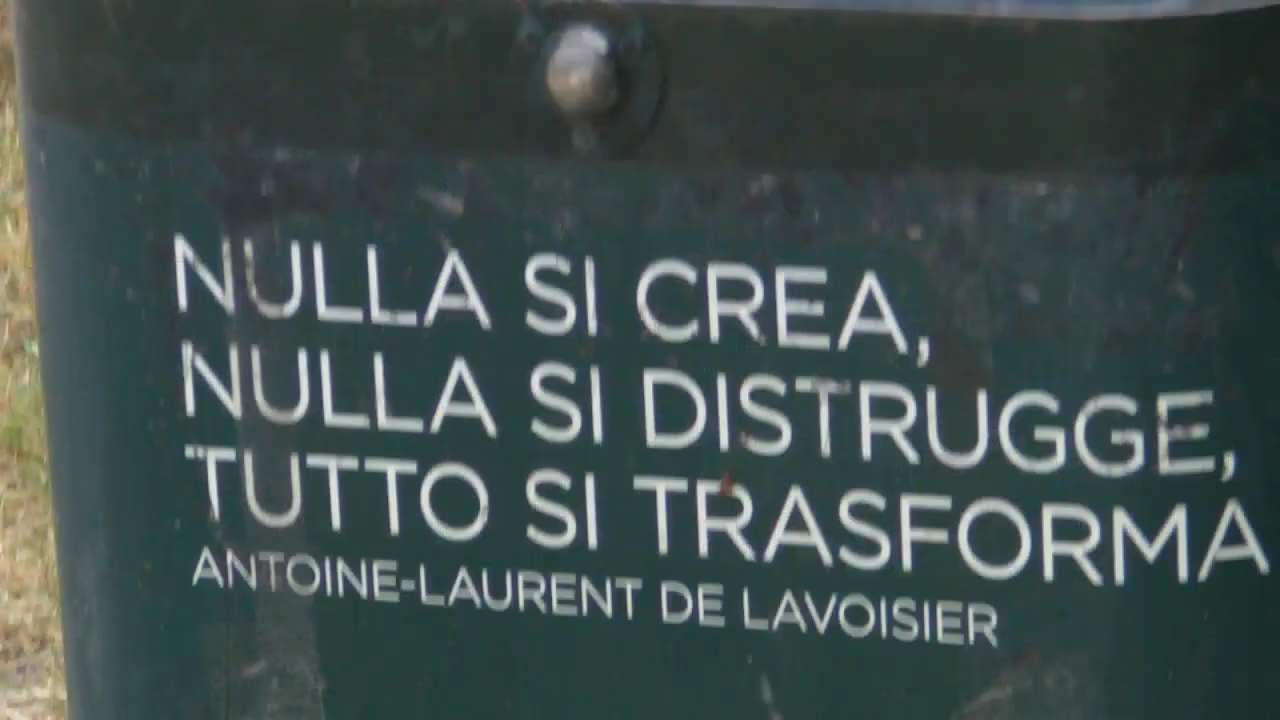 NULLA SI CREA,
NULLA SI DISTRUGGE,
TUTTO SI TRASFORMA
ANTOINE-LAURENT DE LAVOISIER